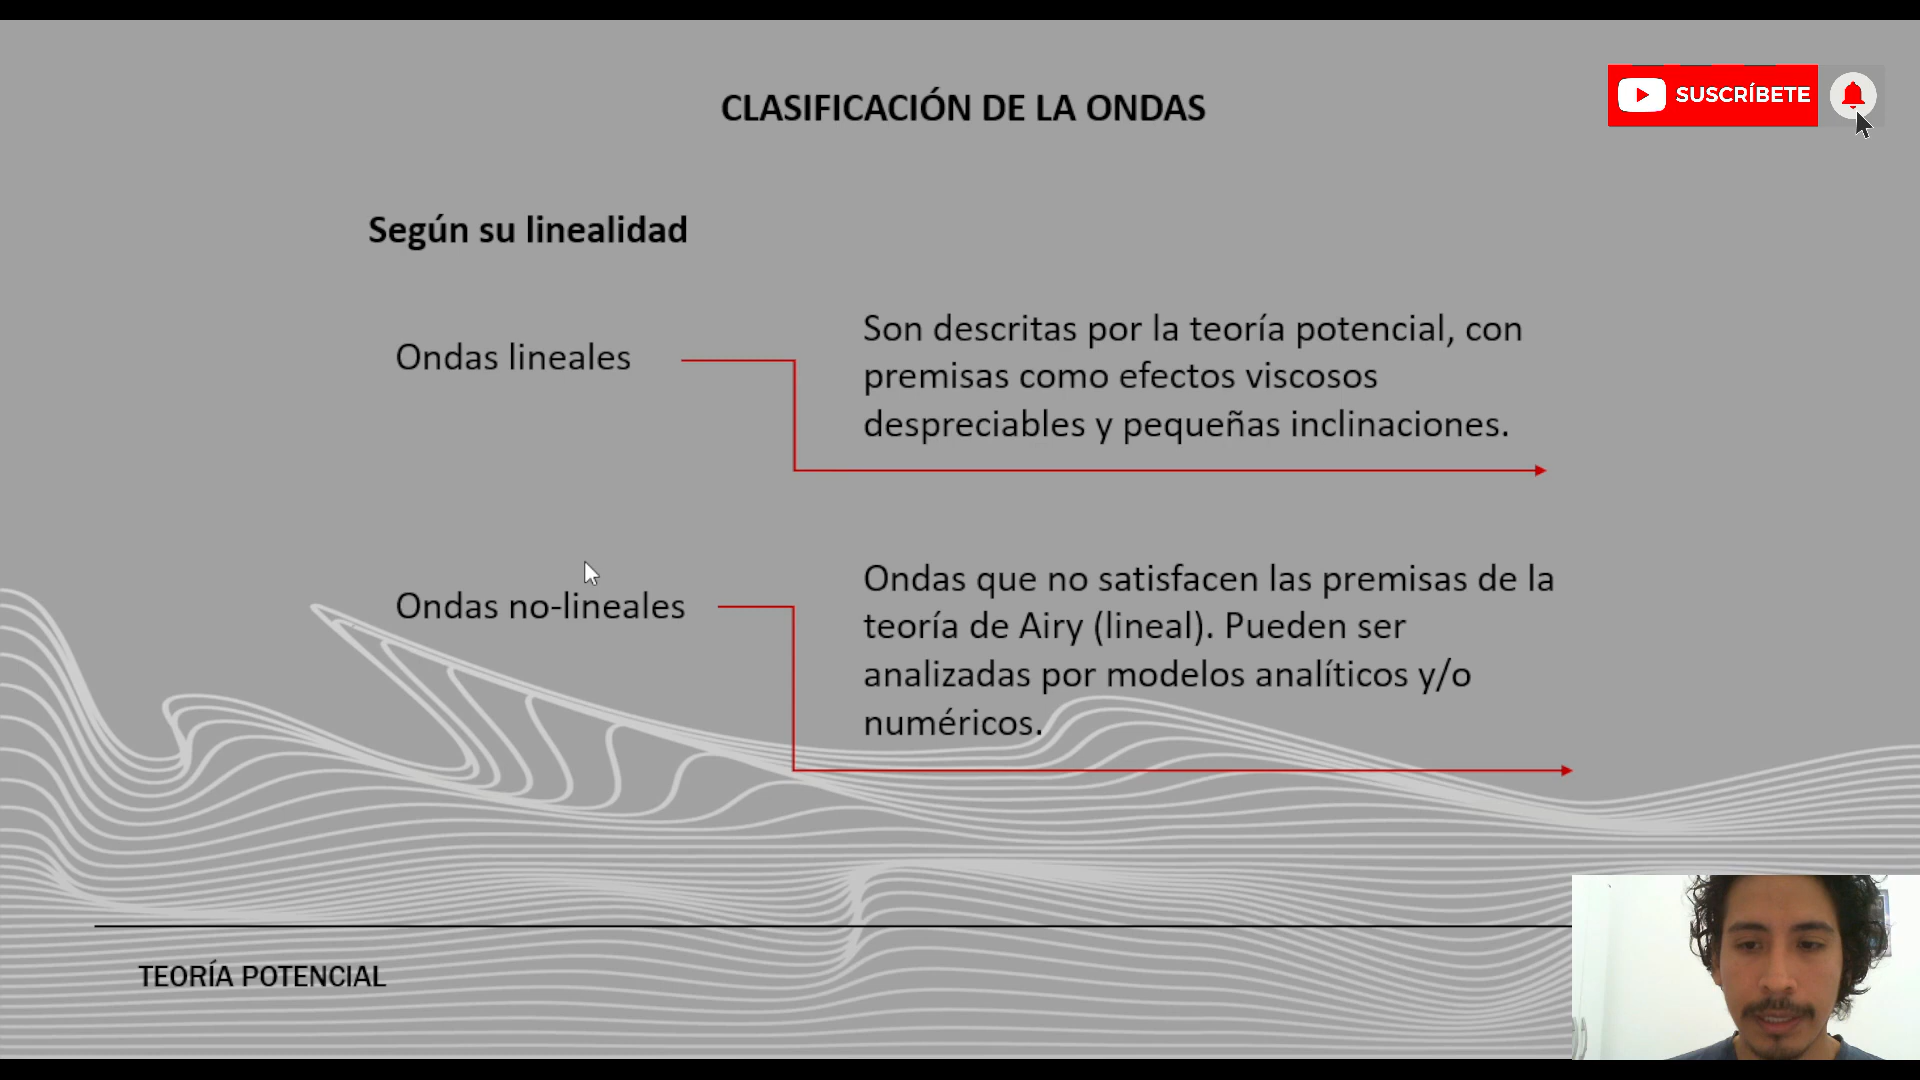 CLASIFICACIÓN DE LA ONDAS
SUSCRÍBETE
Según su linealidad
Ondas lineales
Son descritas por la teoría potencial, con
premisas como efectos viscosos
despreciables y pequeñas inclinaciones.
Ondas no-lineales
Ondas que no satisfacen las premisas de la
teoría de Airy (lineal). Pueden ser
analizadas por modelos analíticos y/o
numéricos.
TEORÍA POTENCIAL